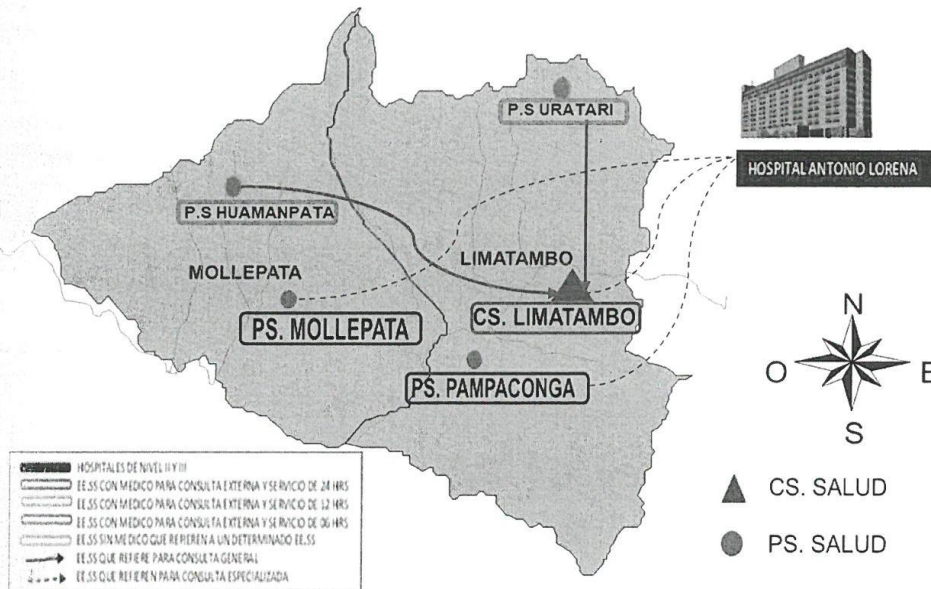 P.S URATARI
HOSPITAL ANTONIO LORENA
P.S HUAMANPATA
LIMATAMBO
MOLLEPATA
CS. LIMATAMBO
PS. MOLLEPATA
PS. PAMPACONGA
N
O
E
S
HOSPITALES DE NIVEL II Y III
EE.SS CON MEDICO PARA CONSULTA EXTERNA Y SERVICIO DE 24 HRS
EE.SS CON MEDICO PARA CONSULTA EXTERNA Y SERVICIO DE 12 HRS
EE.SS CON MEDICO PARA CONSULTA EXTERNA Y SERVICIO DE 06 HRS
EE.SS SIN MEDICO QUE REFIEREN A UN DETERMINADO EE.SS
EE.SS QUE REFIERE PARA CONSULTA GENERAL
EE.SS QUE REFIEREN PARA CONSULTA ESPECIALIZADA
CS. SALUD
PS. SALUD